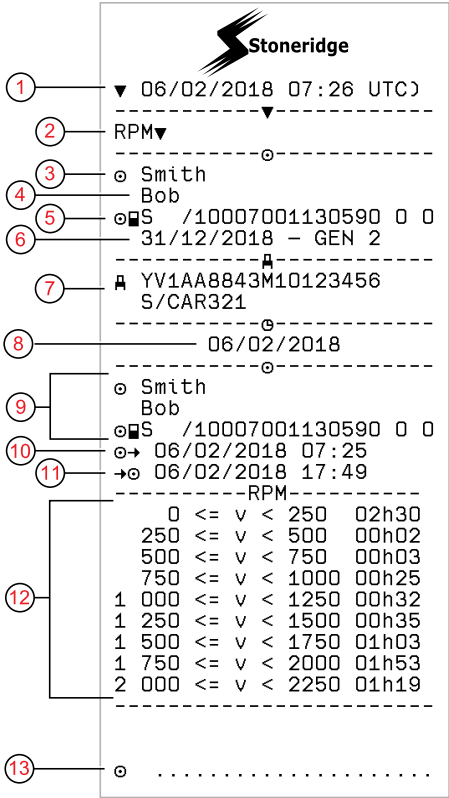 Stoneridge
1 ▼ 06/02/2018 07:26 UTC)
2 RPM▼
3 Smith
4 Bob
5 S /10007001130590 0 0
6 31/12/2018 – GEN 2
7 YV1AA8843M10123456
S/CAR321
8 06/02/2018
9 Smith
Bob
S /10007001130590 0 0
10 06/02/2018 07:25
11 06/02/2018 17:49
RPM
12
0 <= v < 250 02h30
250 <= v < 500 00h02
500 <= v < 750 00h03
750 <= v < 1000 00h25
1 000 <= v < 1250 00h32
1 250 <= v < 1500 00h35
1 500 <= v < 1750 01h03
1 750 <= v < 2000 01h53
2 000 <= v < 2250 01h19
13 .....................